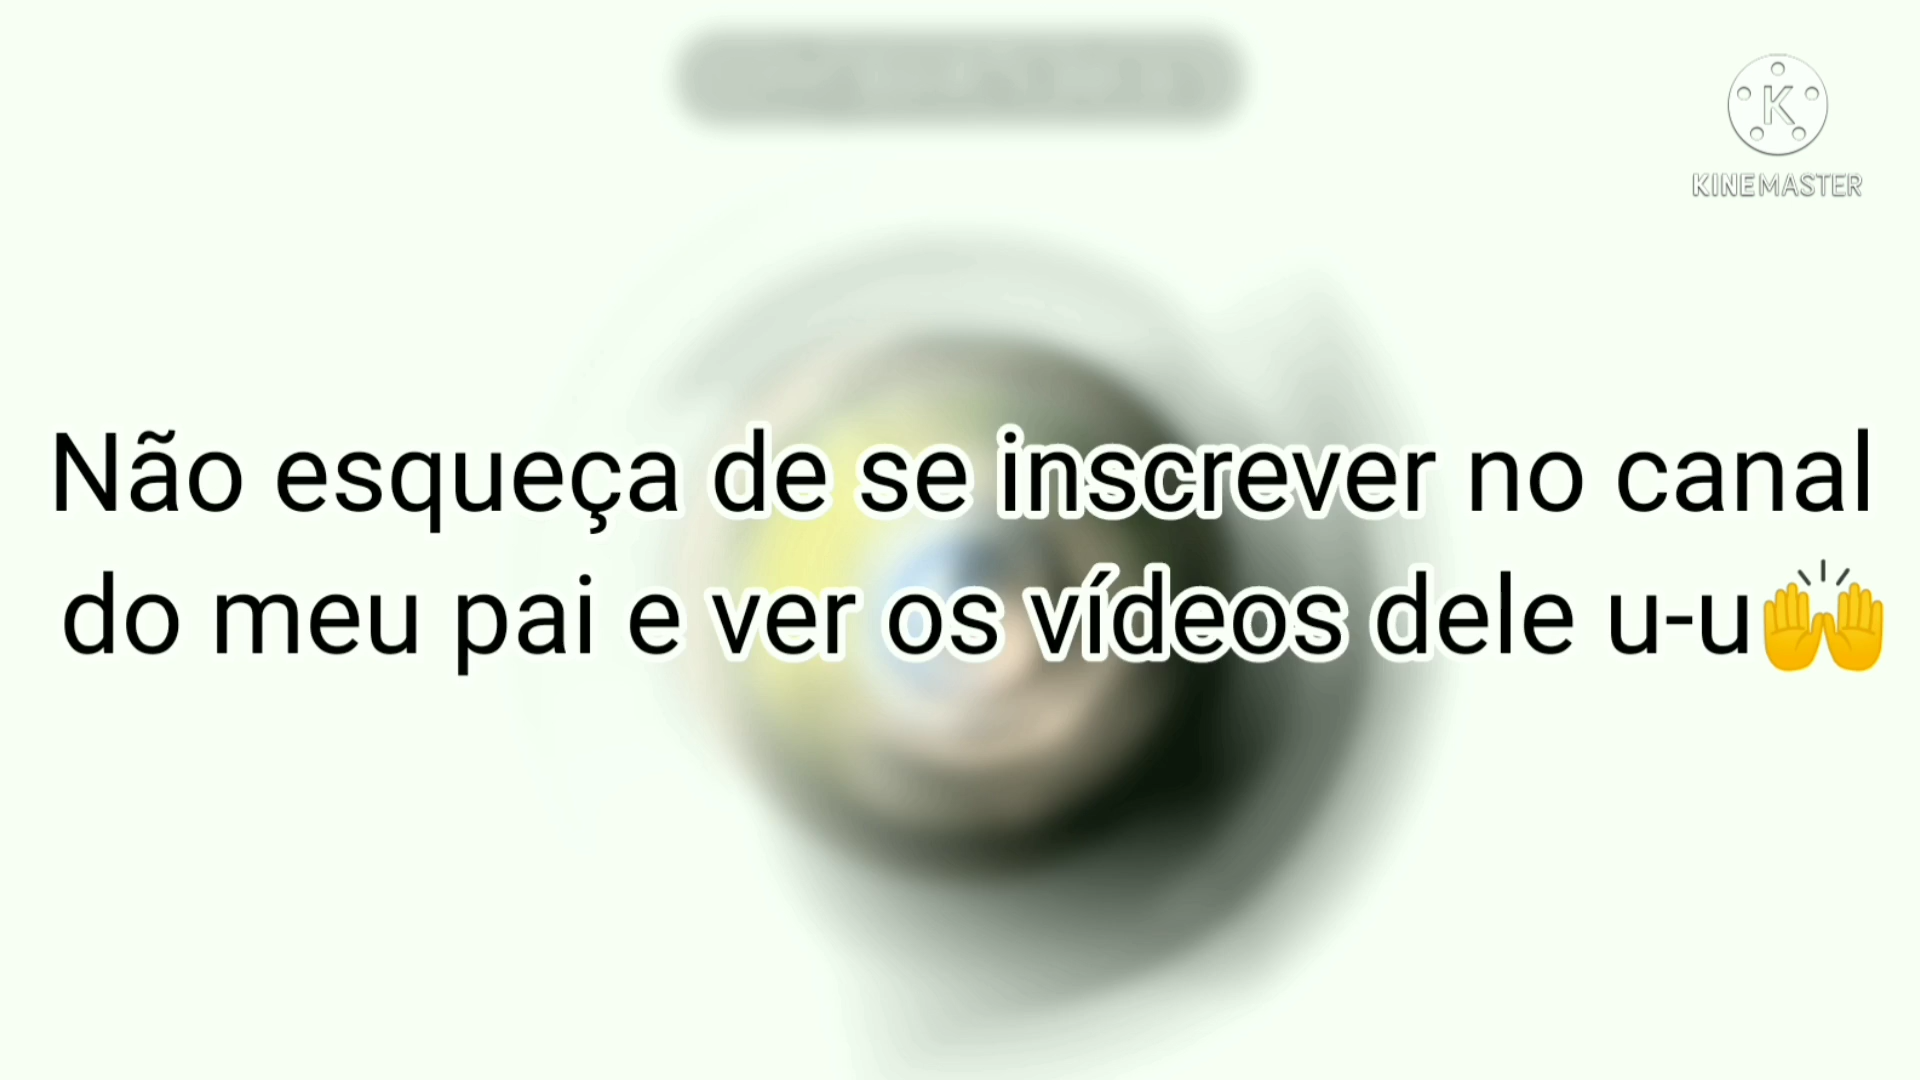 KINEMASTER
Não esqueça de se inscrever no canal
do meu pai e ver os vídeos dele u-u🙌